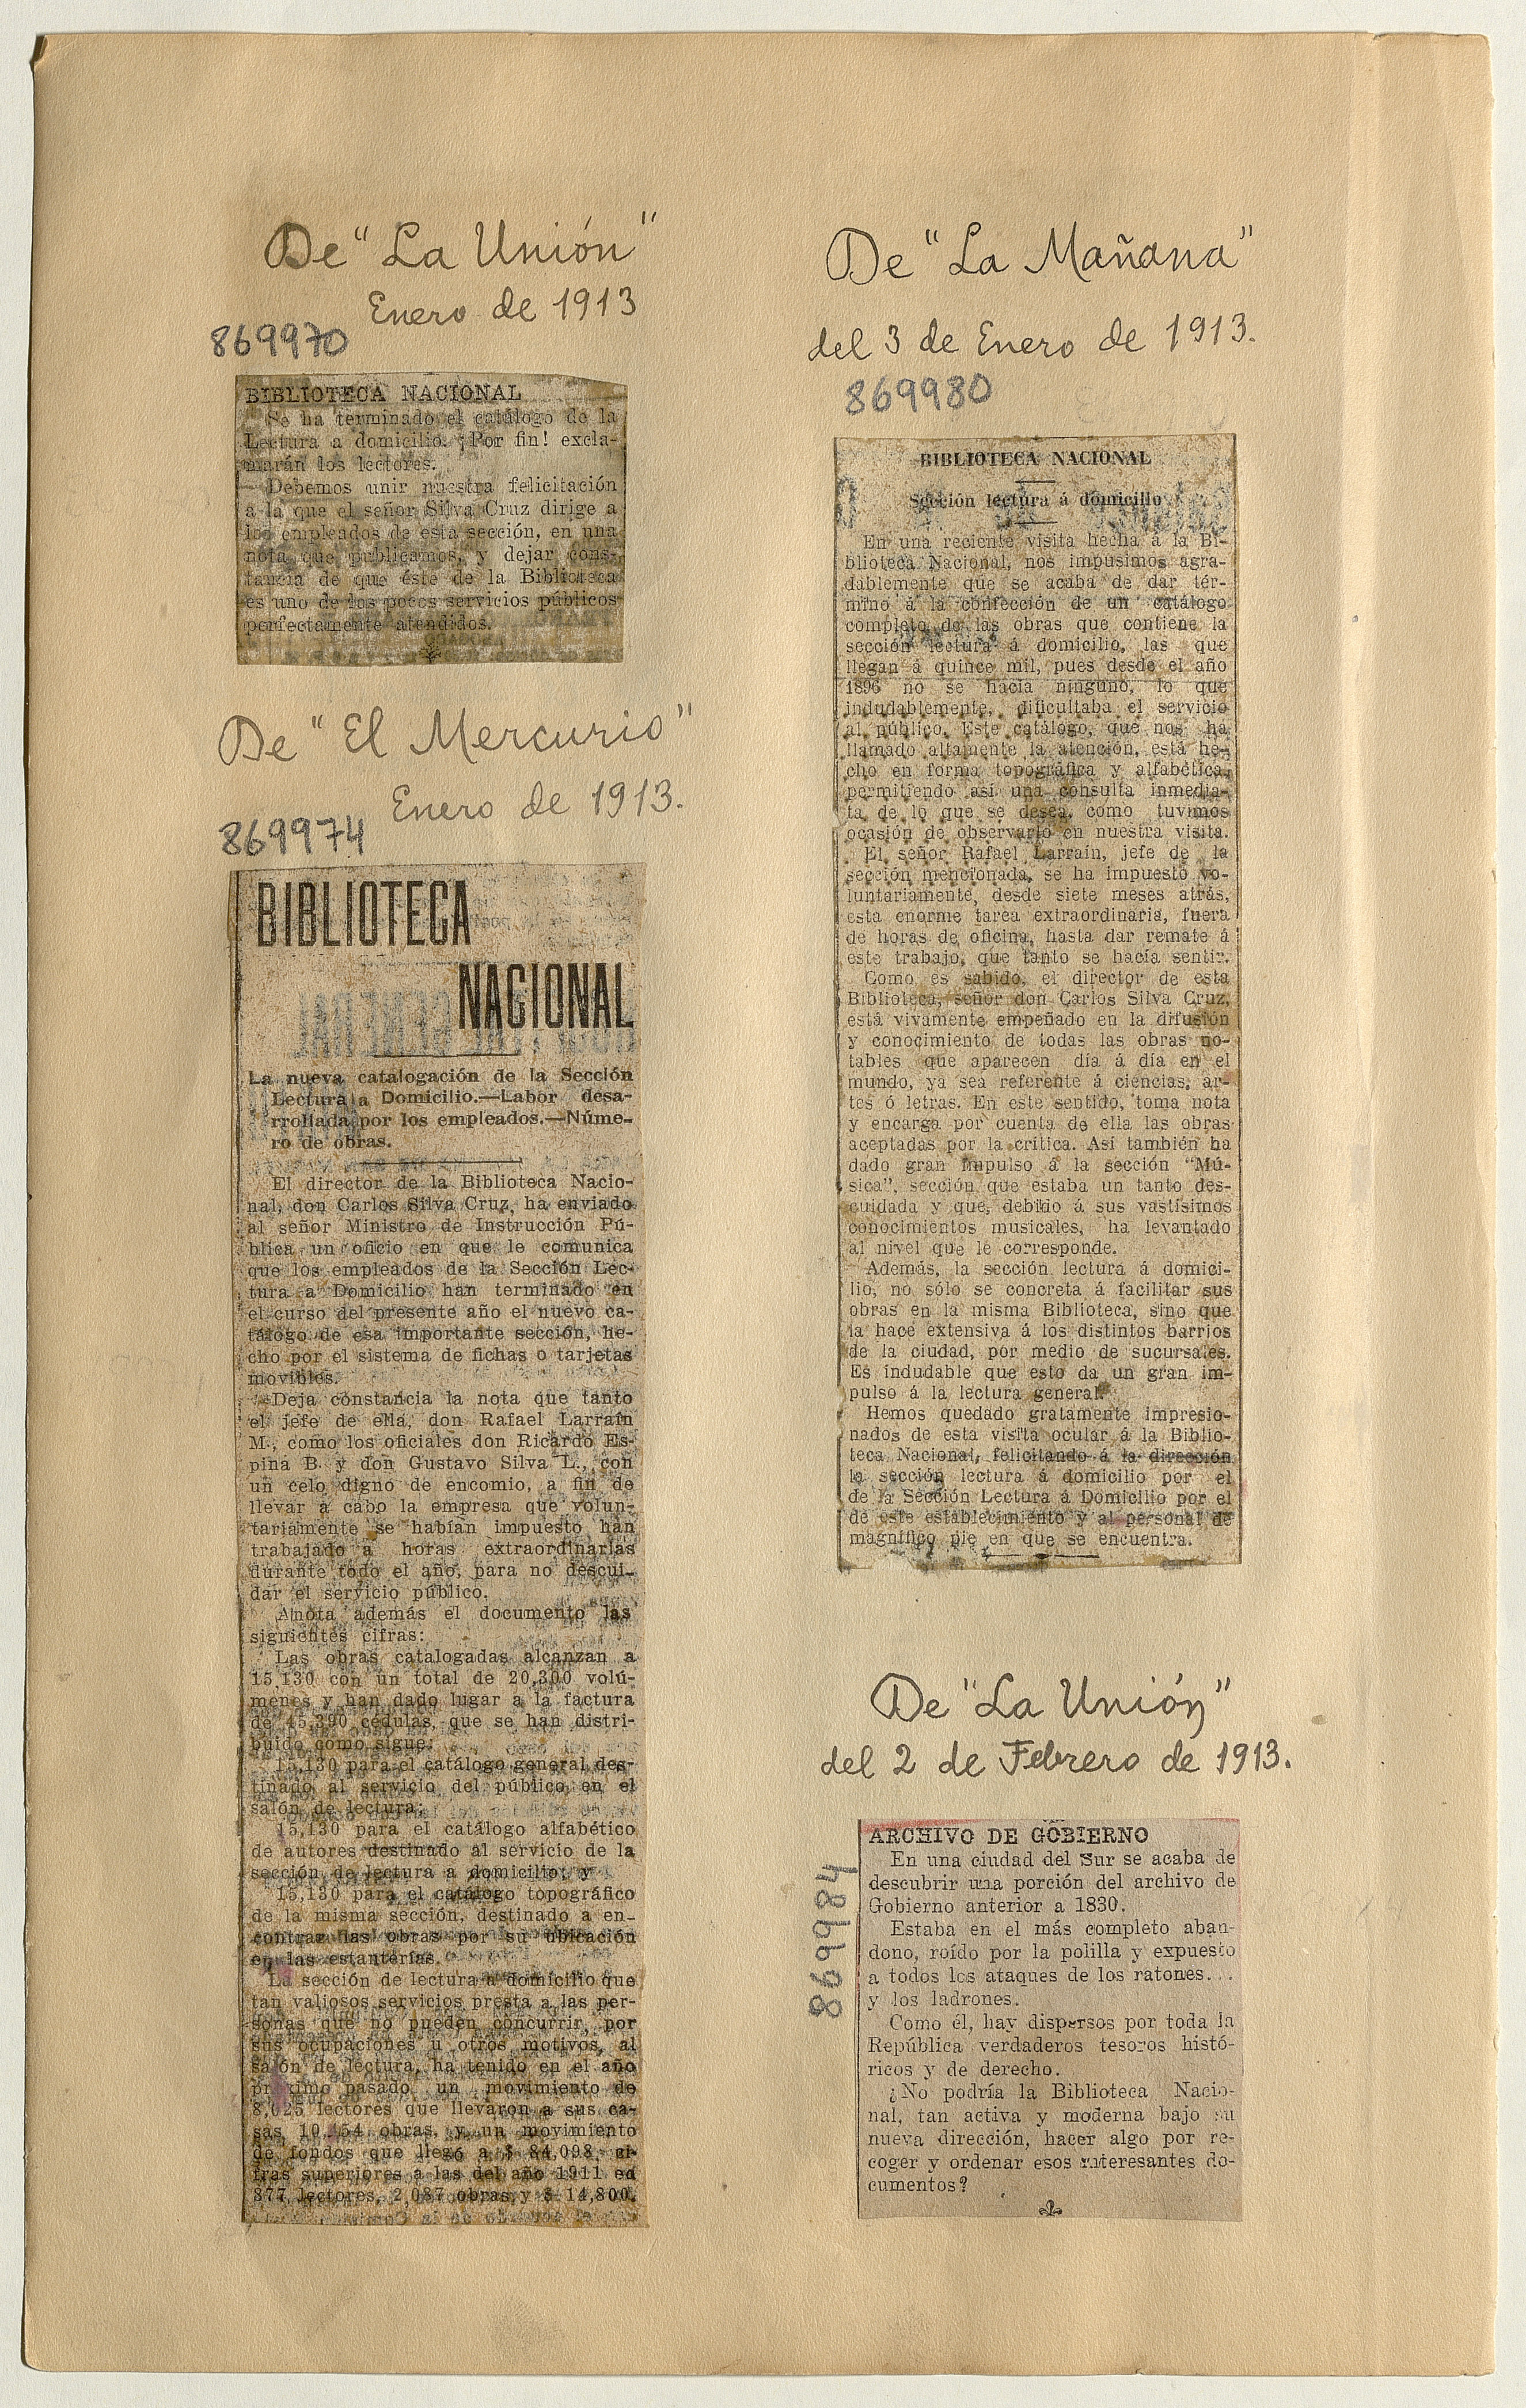 De "La Unión"
Enero de 1913
869970
BIBLIOTECA NACIONAL
Se ha terminado el catálogo de la
Lectura a domicilio. ¡Por fin! excla-
marán los lectores.
Debemos unir nuestra felicitación
a la que el señor Silva Cruz dirige a
los empleados de esta sección, en una
nota que publicamos, y dejar cons-
tancia de que éste de la Biblioteca
es uno de los pocos servicios públicos
perfectamente atendidos.
De "El Mercurio"
Enero de 1913.
869974
BIBLIOTECA
NACIONAL
La nueva catalogación de la Sección
Lectura a Domicilio.—Labor desa-
rrollada por los empleados.—Núme-
ro de obras.
El director de la Biblioteca Nacio-
nal, don Carlos Silva Cruz, ha enviado
al señor Ministro de Instrucción Pú-
blica un oficio en que le comunica
que los empleados de la Sección Lec-
tura a Domicilio han terminado en
el curso del presente año el nuevo ca-
tálogo de esa importante sección, he-
cho por el sistema de fichas o tarjetas
movibles.
Deja constancia la nota que tanto
el jefe de ella, don Rafael Larraín
M., como los oficiales don Ricardo Es-
pina B. y don Gustavo Silva L., con
un celo digno de encomio, a fin de
llevar a cabo la empresa que volun-
tariamente se habían impuesto han
trabajado a horas extraordinarias
durante todo el año, para no descui-
dar el servicio público.
Anota además el documento las
siguientes cifras:
Las obras catalogadas alcanzan a
15,130 con un total de 20,300 volú-
menes y han dado lugar a la factura
de 45,390 cédulas, que se han distri-
buido como sigue:
15,130 para el catálogo general des-
tinado al servicio del público en el
salón de lectura;
15,130 para el catálogo alfabético
de autores destinado al servicio de la
sección de lectura a domicilio; y
15,130 para el catálogo topográfico
de la misma sección, destinado a en-
contrar las obras por su ubicación
en las estanterías.
La sección de lectura a domicilio que
tan valiosos servicios presta a las per-
sonas que no pueden concurrir, por
sus ocupaciones u otros motivos, al
salón de lectura, ha tenido en el año
próximo pasado un movimiento de
8,025 lectores que llevaron a sus ca-
sas 10,454 obras, y un movimiento
de fondos que llegó a $ 84,098, ci-
fras superiores a las del año 1911 en
877 lectores, 2,087 obras y $ 14,800.
De "La Mañana"
del 3 de Enero de 1913.
869980
BIBLIOTECA NACIONAL
Sección lectura á domicilio
En una reciente visita hecha á la Bi-
blioteca Nacional, nos impusimos agra-
dablemente que se acaba de dar tér-
mino á la confección de un catálogo
completo de las obras que contiene la
sección lectura á domicilio, las que
llegan á quince mil, pues desde el año
1896 no se hacía ninguno, lo que
indudablemente, dificultaba el servicio
al público. Este catálogo, que nos ha
llamado altamente la atención, está he-
cho en forma topográfica y alfabética,
permitiendo así una consulta inmedia-
ta de lo que se desea, como tuvimos
ocasión de observarlo en nuestra visita.
El señor Rafael Larraín, jefe de la
sección mencionada, se ha impuesto vo-
luntariamente, desde siete meses atrás,
esta enorme tarea extraordinaria, fuera
de horas de oficina, hasta dar remate á
este trabajo, que tanto se hacía sentir.
Como es sabido, el director de esta
Biblioteca, señor don Carlos Silva Cruz,
está vivamente empeñado en la difusión
y conocimiento de todas las obras no-
tables que aparecen día á día en el
mundo, ya sea referente á ciencias, ar-
tes ó letras. En este sentido, toma nota
y encarga por cuenta de ella las obras
aceptadas por la crítica. Así también ha
dado gran impulso á la sección "Mú-
sica", sección que estaba un tanto des-
cuidada y que, debido á sus vastísimos
conocimientos musicales, ha levantado
al nivel que le corresponde.
Además, la sección lectura á domici-
lio, no sólo se concreta á facilitar sus
obras en la misma Biblioteca, sino que
la hace extensiva á los distintos barrios
de la ciudad, por medio de sucursales.
Es indudable que esto da un gran im-
pulso á la lectura general.
Hemos quedado gratamente impresio-
nados de esta visita ocular á la Biblio-
teca Nacional, felicitando á la dirección
la sección lectura á domicilio por el
de la Sección Lectura á Domicilio por el
de este establecimiento y al personal de
magnífico pie en que se encuentra.
De "La Unión"
del 2 de Febrero de 1913.
869984
ARCHIVO DE GOBIERNO
En una ciudad del Sur se acaba de
descubrir una porción del archivo de
Gobierno anterior a 1830.
Estaba en el más completo aban-
dono, roído por la polilla y expuesto
a todos los ataques de los ratones...
y los ladrones.
Como él, hay dispersos por toda la
República verdaderos tesoros histó-
ricos y de derecho.
¿No podría la Biblioteca Nacio-
nal, tan activa y moderna bajo su
nueva dirección, hacer algo por re-
coger y ordenar esos interesantes do-
cumentos?